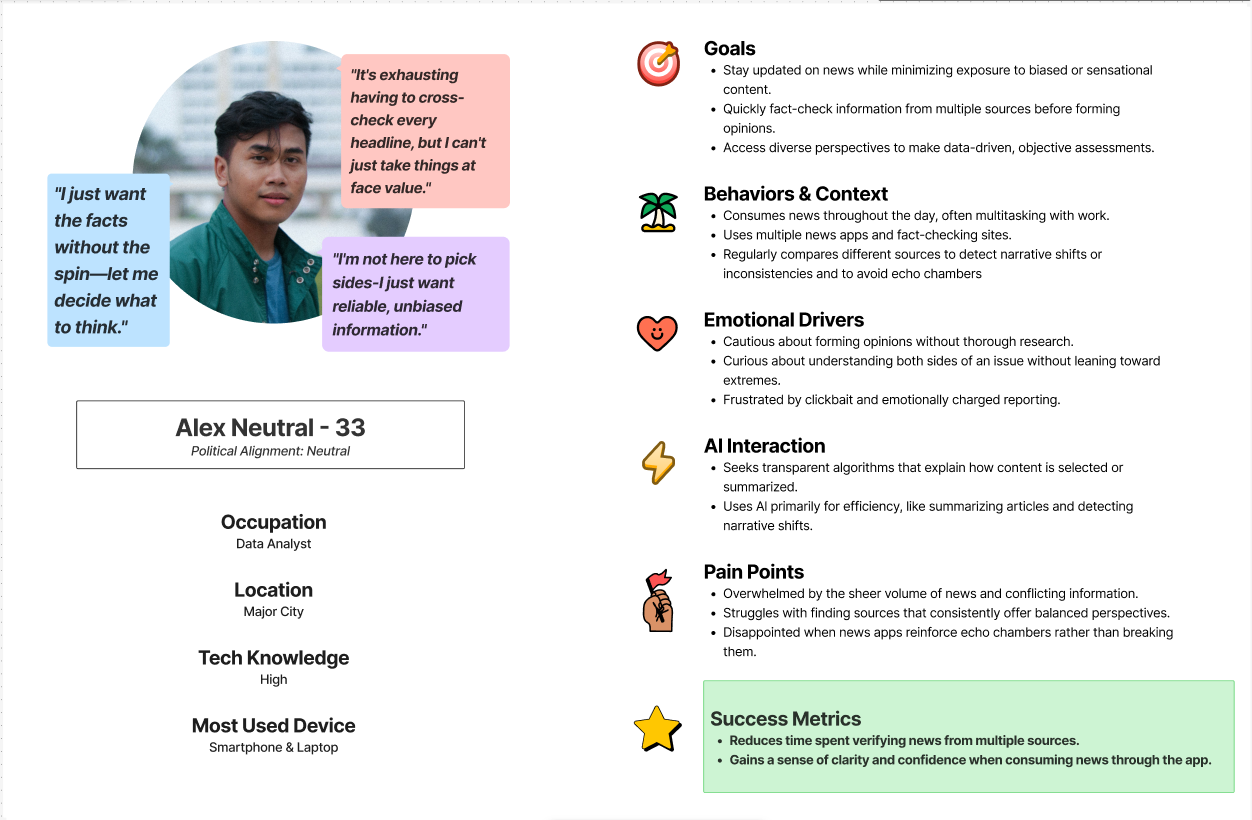 "It's exhausting
having to cross-
check every
headline, but I can't
just take things at
face value."
"I just want
the facts
without the
spin—let me
decide what
to think."
"I'm not here to pick
sides-I just want
reliable, unbiased
information."
Alex Neutral - 33
Political Alignment: Neutral
Occupation
Data Analyst
Location
Major City
Tech Knowledge
High
Most Used Device
Smartphone & Laptop
Goals
• Stay updated on news while minimizing exposure to biased or sensational
content.
• Quickly fact-check information from multiple sources before forming
opinions.
• Access diverse perspectives to make data-driven, objective assessments.
Behaviors & Context
• Consumes news throughout the day, often multitasking with work.
• Uses multiple news apps and fact-checking sites.
• Regularly compares different sources to detect narrative shifts or
inconsistencies and to avoid echo chambers
Emotional Drivers
• Cautious about forming opinions without thorough research.
• Curious about understanding both sides of an issue without leaning toward
extremes.
• Frustrated by clickbait and emotionally charged reporting.
AI Interaction
• Seeks transparent algorithms that explain how content is selected or
summarized.
• Uses AI primarily for efficiency, like summarizing articles and detecting
narrative shifts.
Pain Points
• Overwhelmed by the sheer volume of news and conflicting information.
• Struggles with finding sources that consistently offer balanced perspectives.
• Disappointed when news apps reinforce echo chambers rather than breaking
them.
Success Metrics
• Reduces time spent verifying news from multiple sources.
• Gains a sense of clarity and confidence when consuming news through the app.